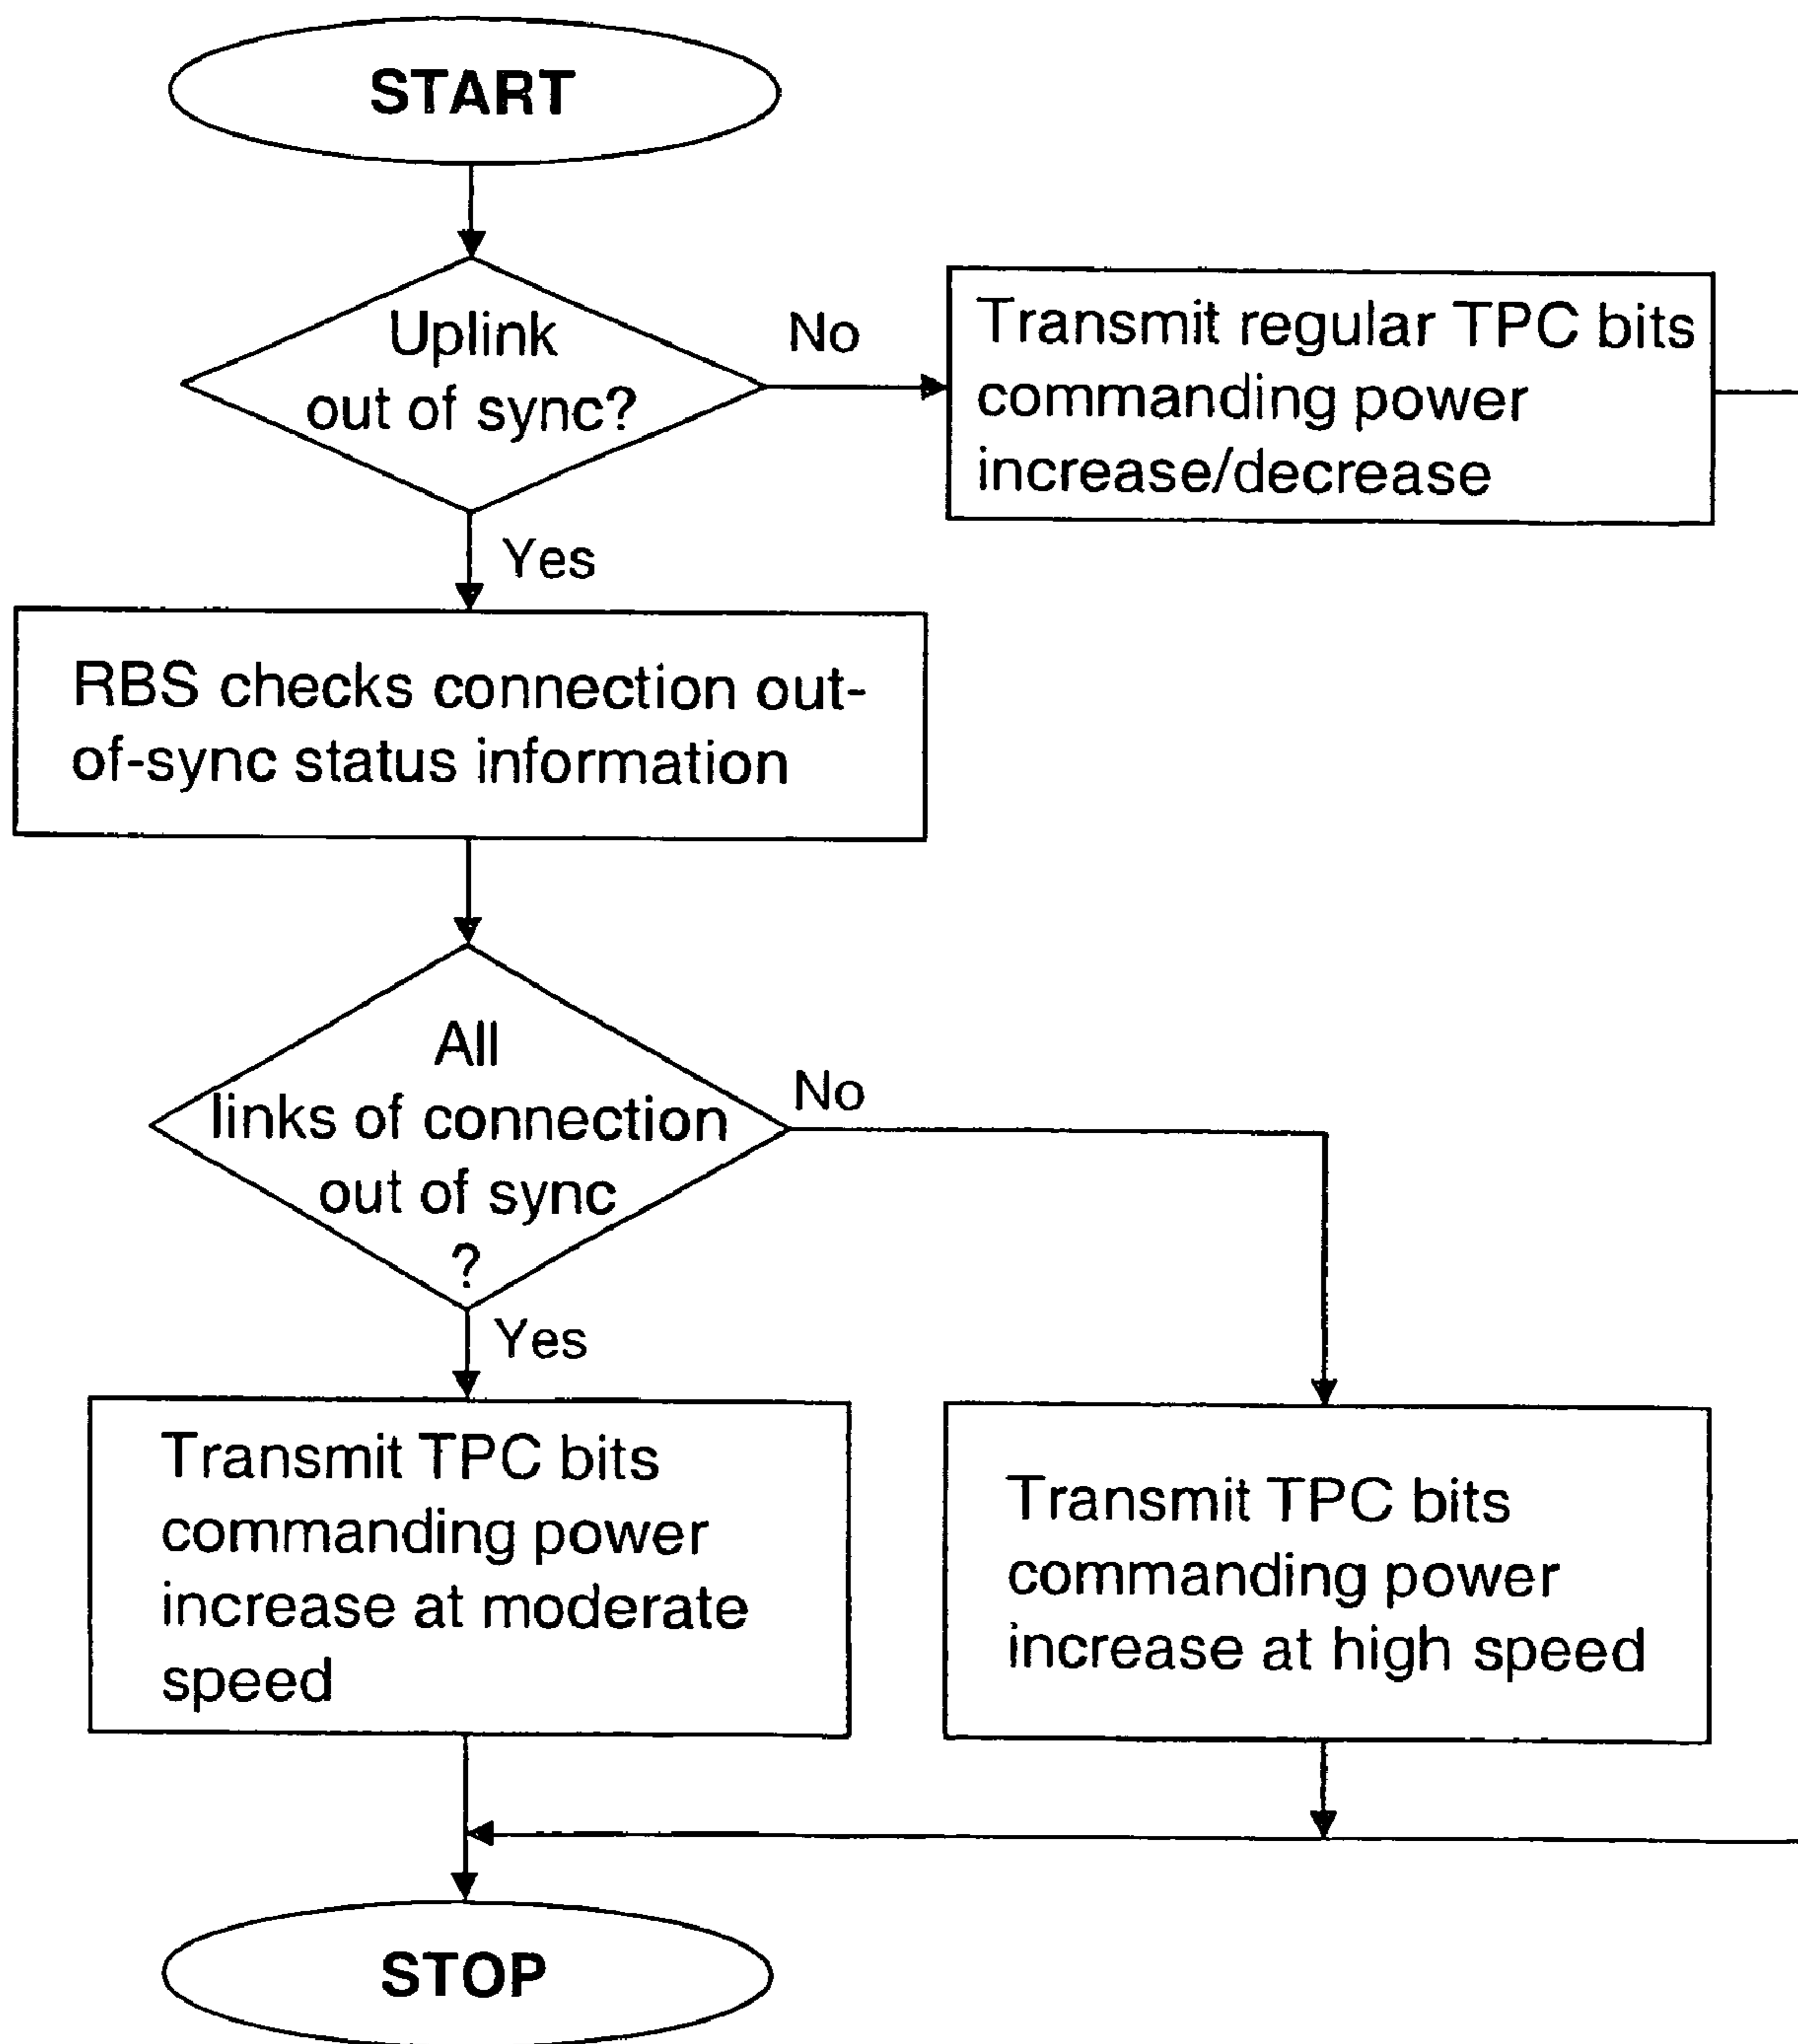 START
Uplink
out of sync?
No
Transmit regular TPC bits
commanding power
increase/decrease
Yes
RBS checks connection out-
of-sync status information
All
links of connection
out of sync
?
No
Yes
Transmit TPC bits
commanding power
increase at moderate
speed
Transmit TPC bits
commanding power
increase at high speed
STOP